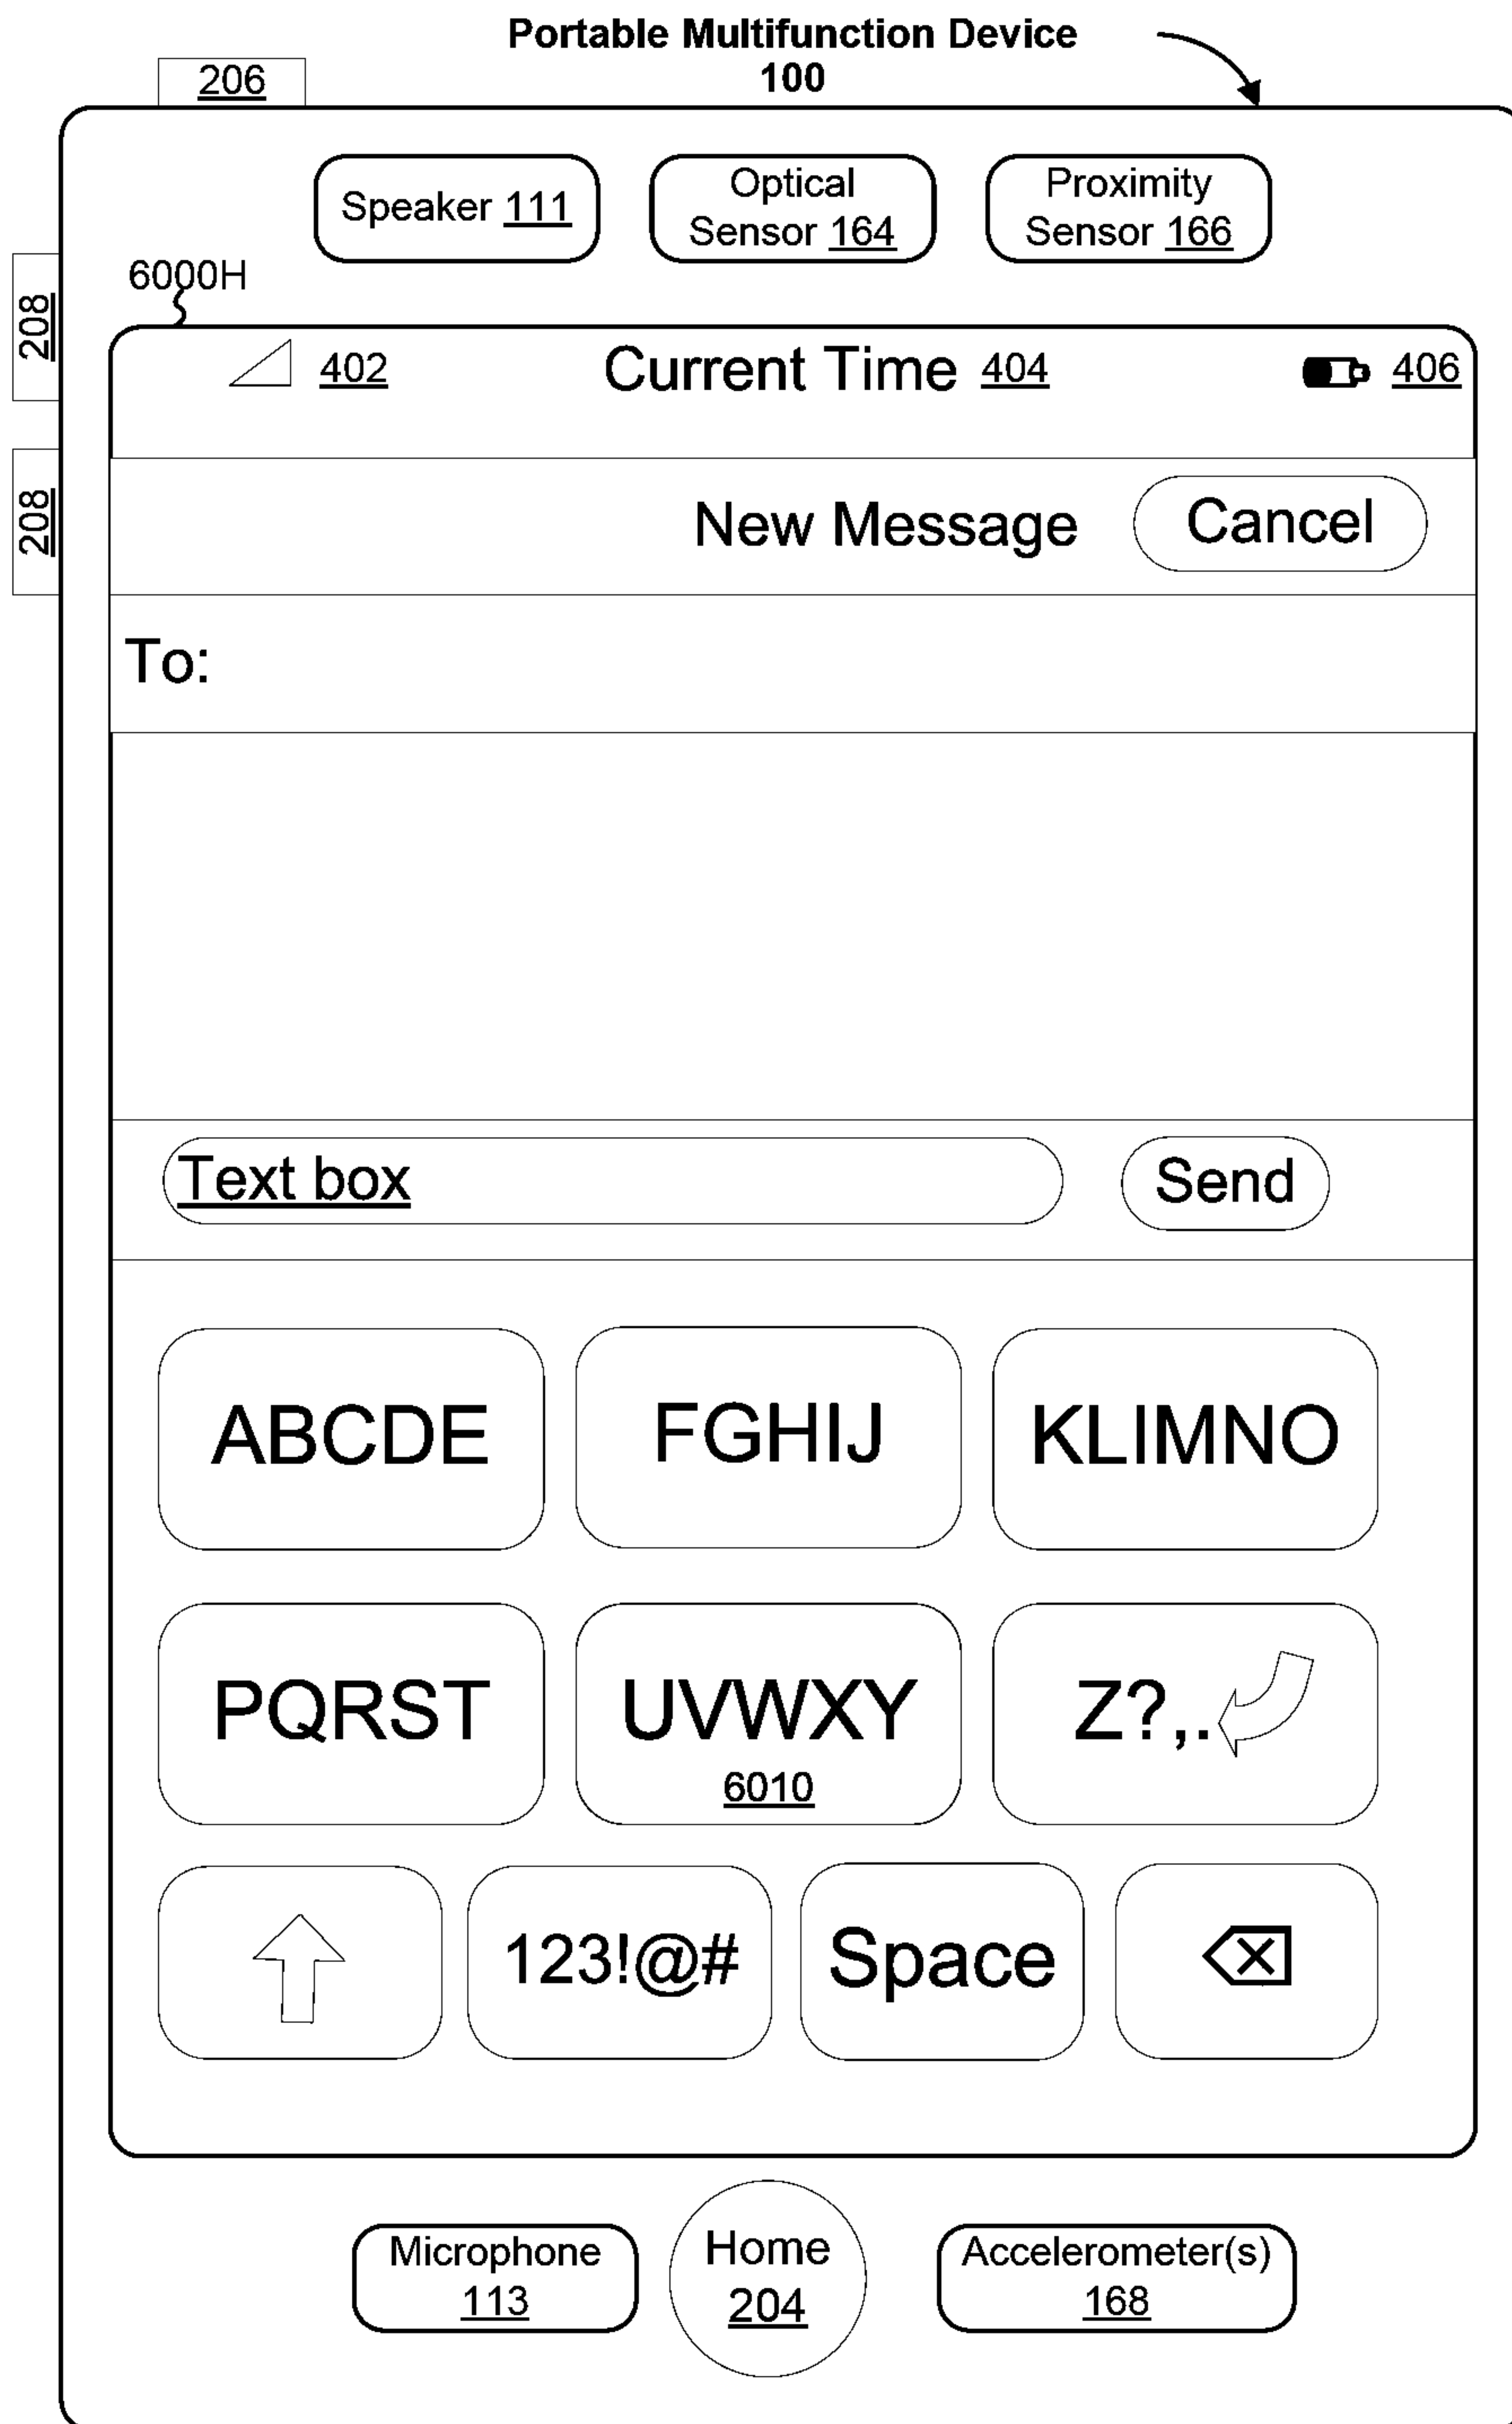 Portable Multifunction Device
100
206
Speaker 111
Optical
Sensor 164
Proximity
Sensor 166
6000H
208
208
402
Current Time 404
406
New Message
Cancel
To:
Text box
Send
ABCDE
FGHIJ
KLIMNO
PQRST
UVWXY
6010
Z?,.
123!@#
Space
Microphone
113
Home
204
Accelerometer(s)
168